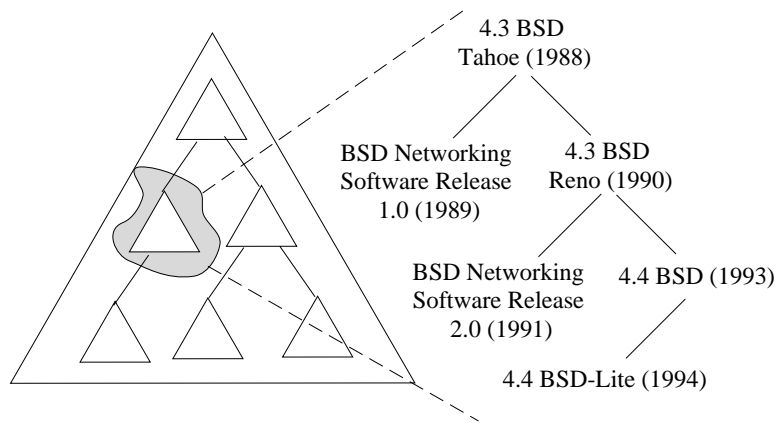 4.3 BSD
Tahoe (1988)
BSD Networking
Software Release
1.0 (1989)
4.3 BSD
Reno (1990)
BSD Networking
Software Release
2.0 (1991)
4.4 BSD (1993)
4.4 BSD-Lite (1994)